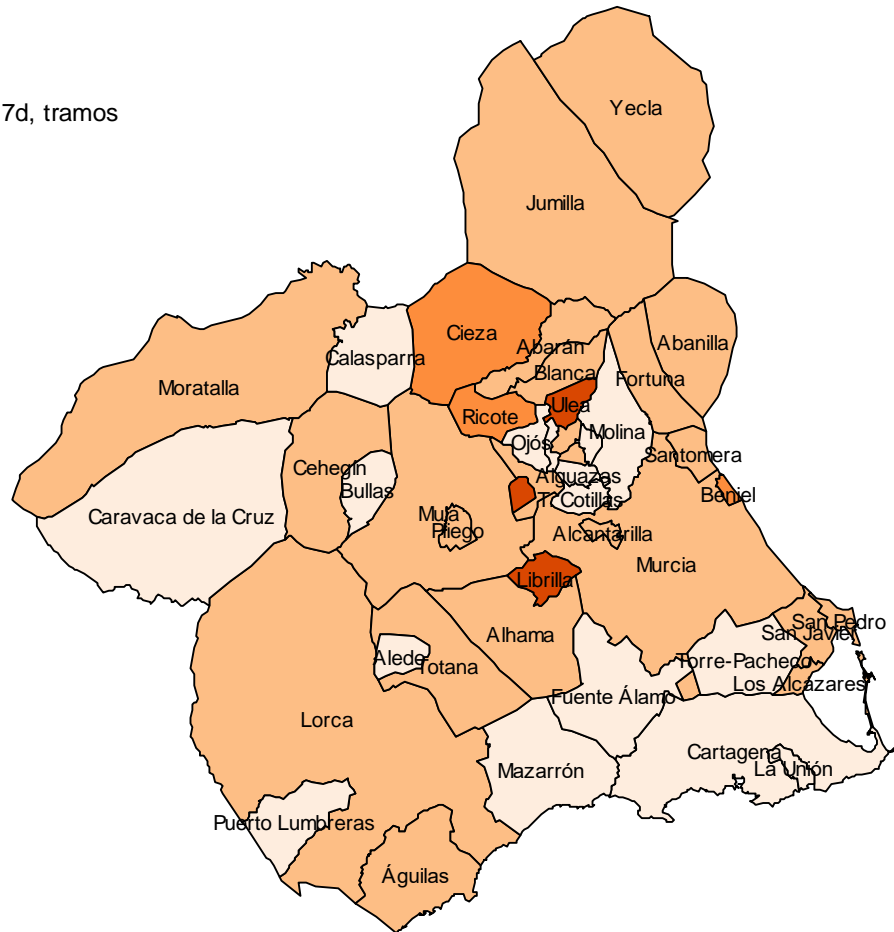 7d, tramos
Yecla
Jumilla
Cieza
Abarán
Abanilla
Calasparra
Blanca
Fortuna
Moratalla
Ulea
Ricote
Molina
Ojós
Santomera
Cehegín
Bullas
Alguazas
Cotillas
Beniel
Caravaca de la Cruz
Mula
Pliego
Alcantarilla
Murcia
Librilla
San Pedro
San Javier
Alhama
Aledo
Totana
Torre-Pacheco
Los Alcázares
Fuente Álamo
Lorca
Cartagena
La Unión
Mazarrón
Puerto Lumbreras
Águilas